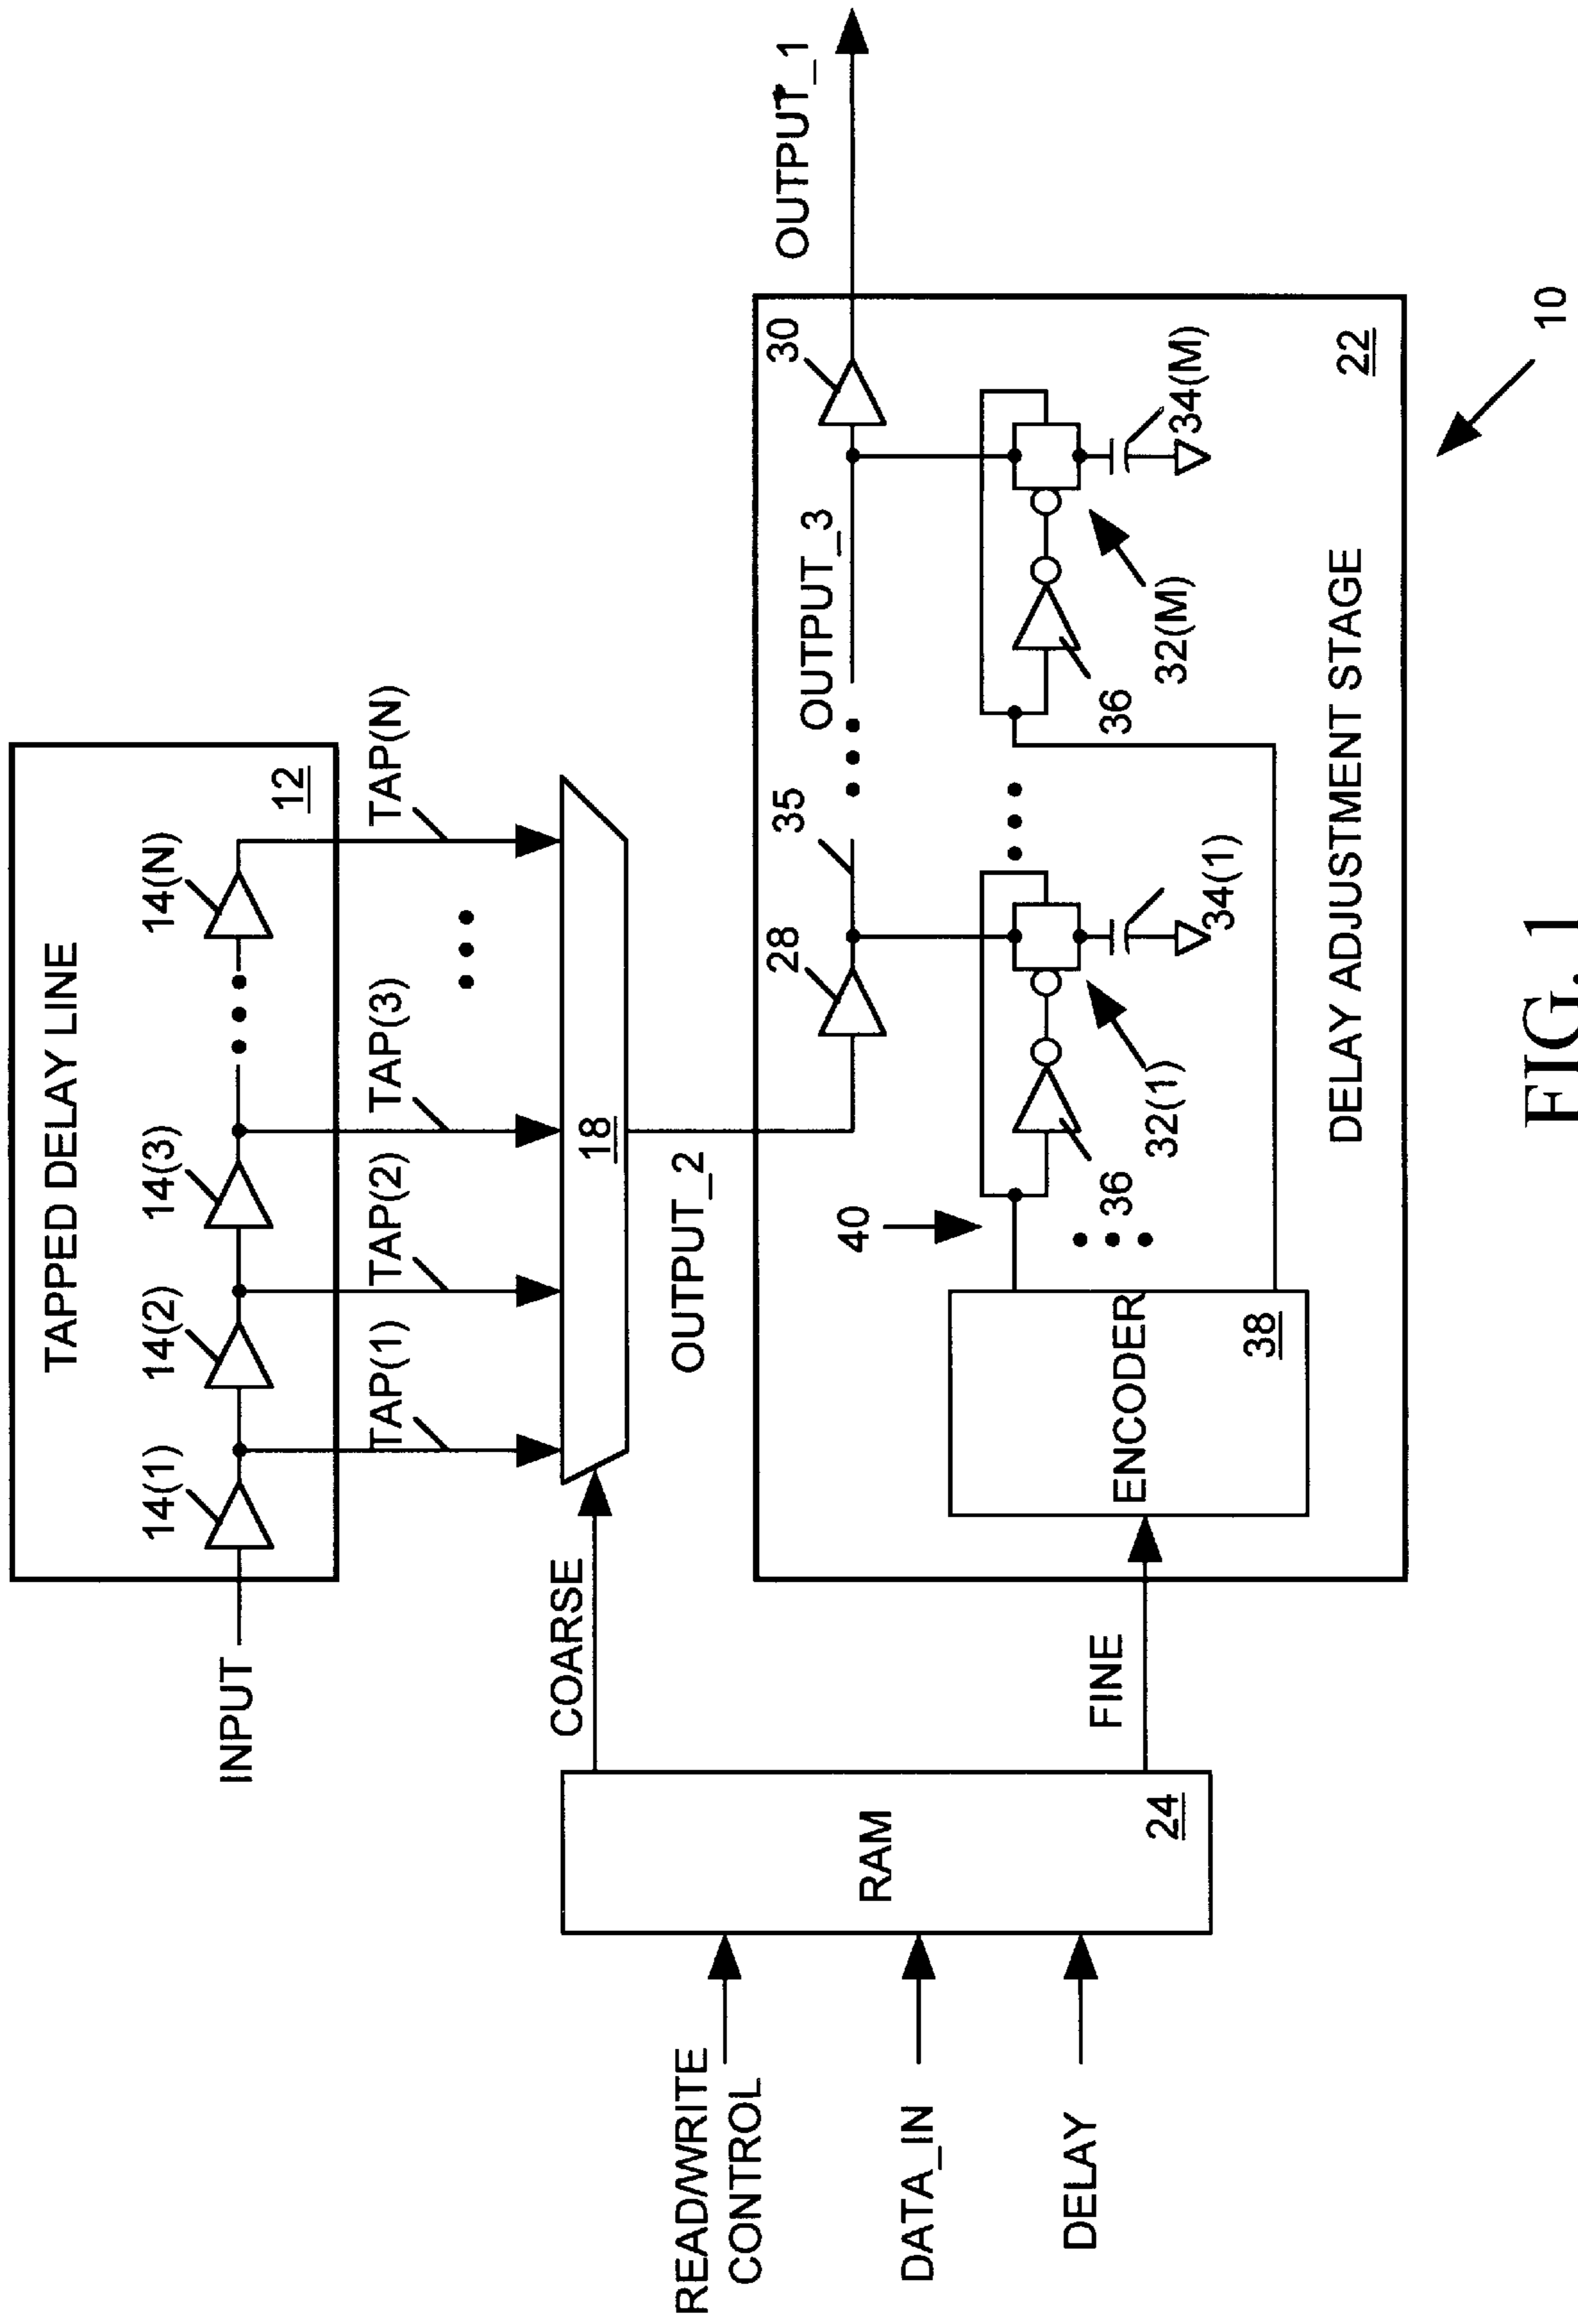 TAPPED DELAY LINE
14(1)
14(2)
14(3)
14(N)
12
INPUT
TAP(1)
TAP(2)
TAP(3)
TAP(N)
COARSE
18
OUTPUT_2
READ/WRITE
CONTROL
DATA_IN
DELAY
RAM
24
FINE
28
35
OUTPUT_3
30
OUTPUT_1
40
ENCODER
38
36
32(1)
34(1)
36
32(M)
34(M)
DELAY ADJUSTMENT STAGE
22
10
FIG. 1